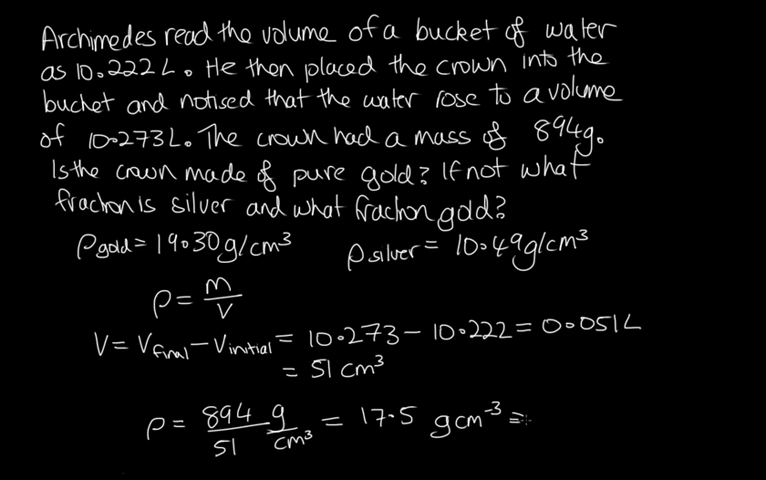 Archimedes read the volume of a bucket of water
as 10.222 L. He then placed the crown into the
bucket and notised that the water rose to a volume
of 10.273 L. The crown had a mass of 894g.
Is the crown made of pure gold? If not what
fraction is silver and what fraction gold?
ρgold = 19.30 g/cm³ ρsilver = 10.49 g/cm³
ρ = m/V
V = Vfinal − Vinitial = 10.273 − 10.222 = 0.051 L
= 51 cm³
ρ = 894/51 g/cm³ = 17.5 gcm⁻³ =